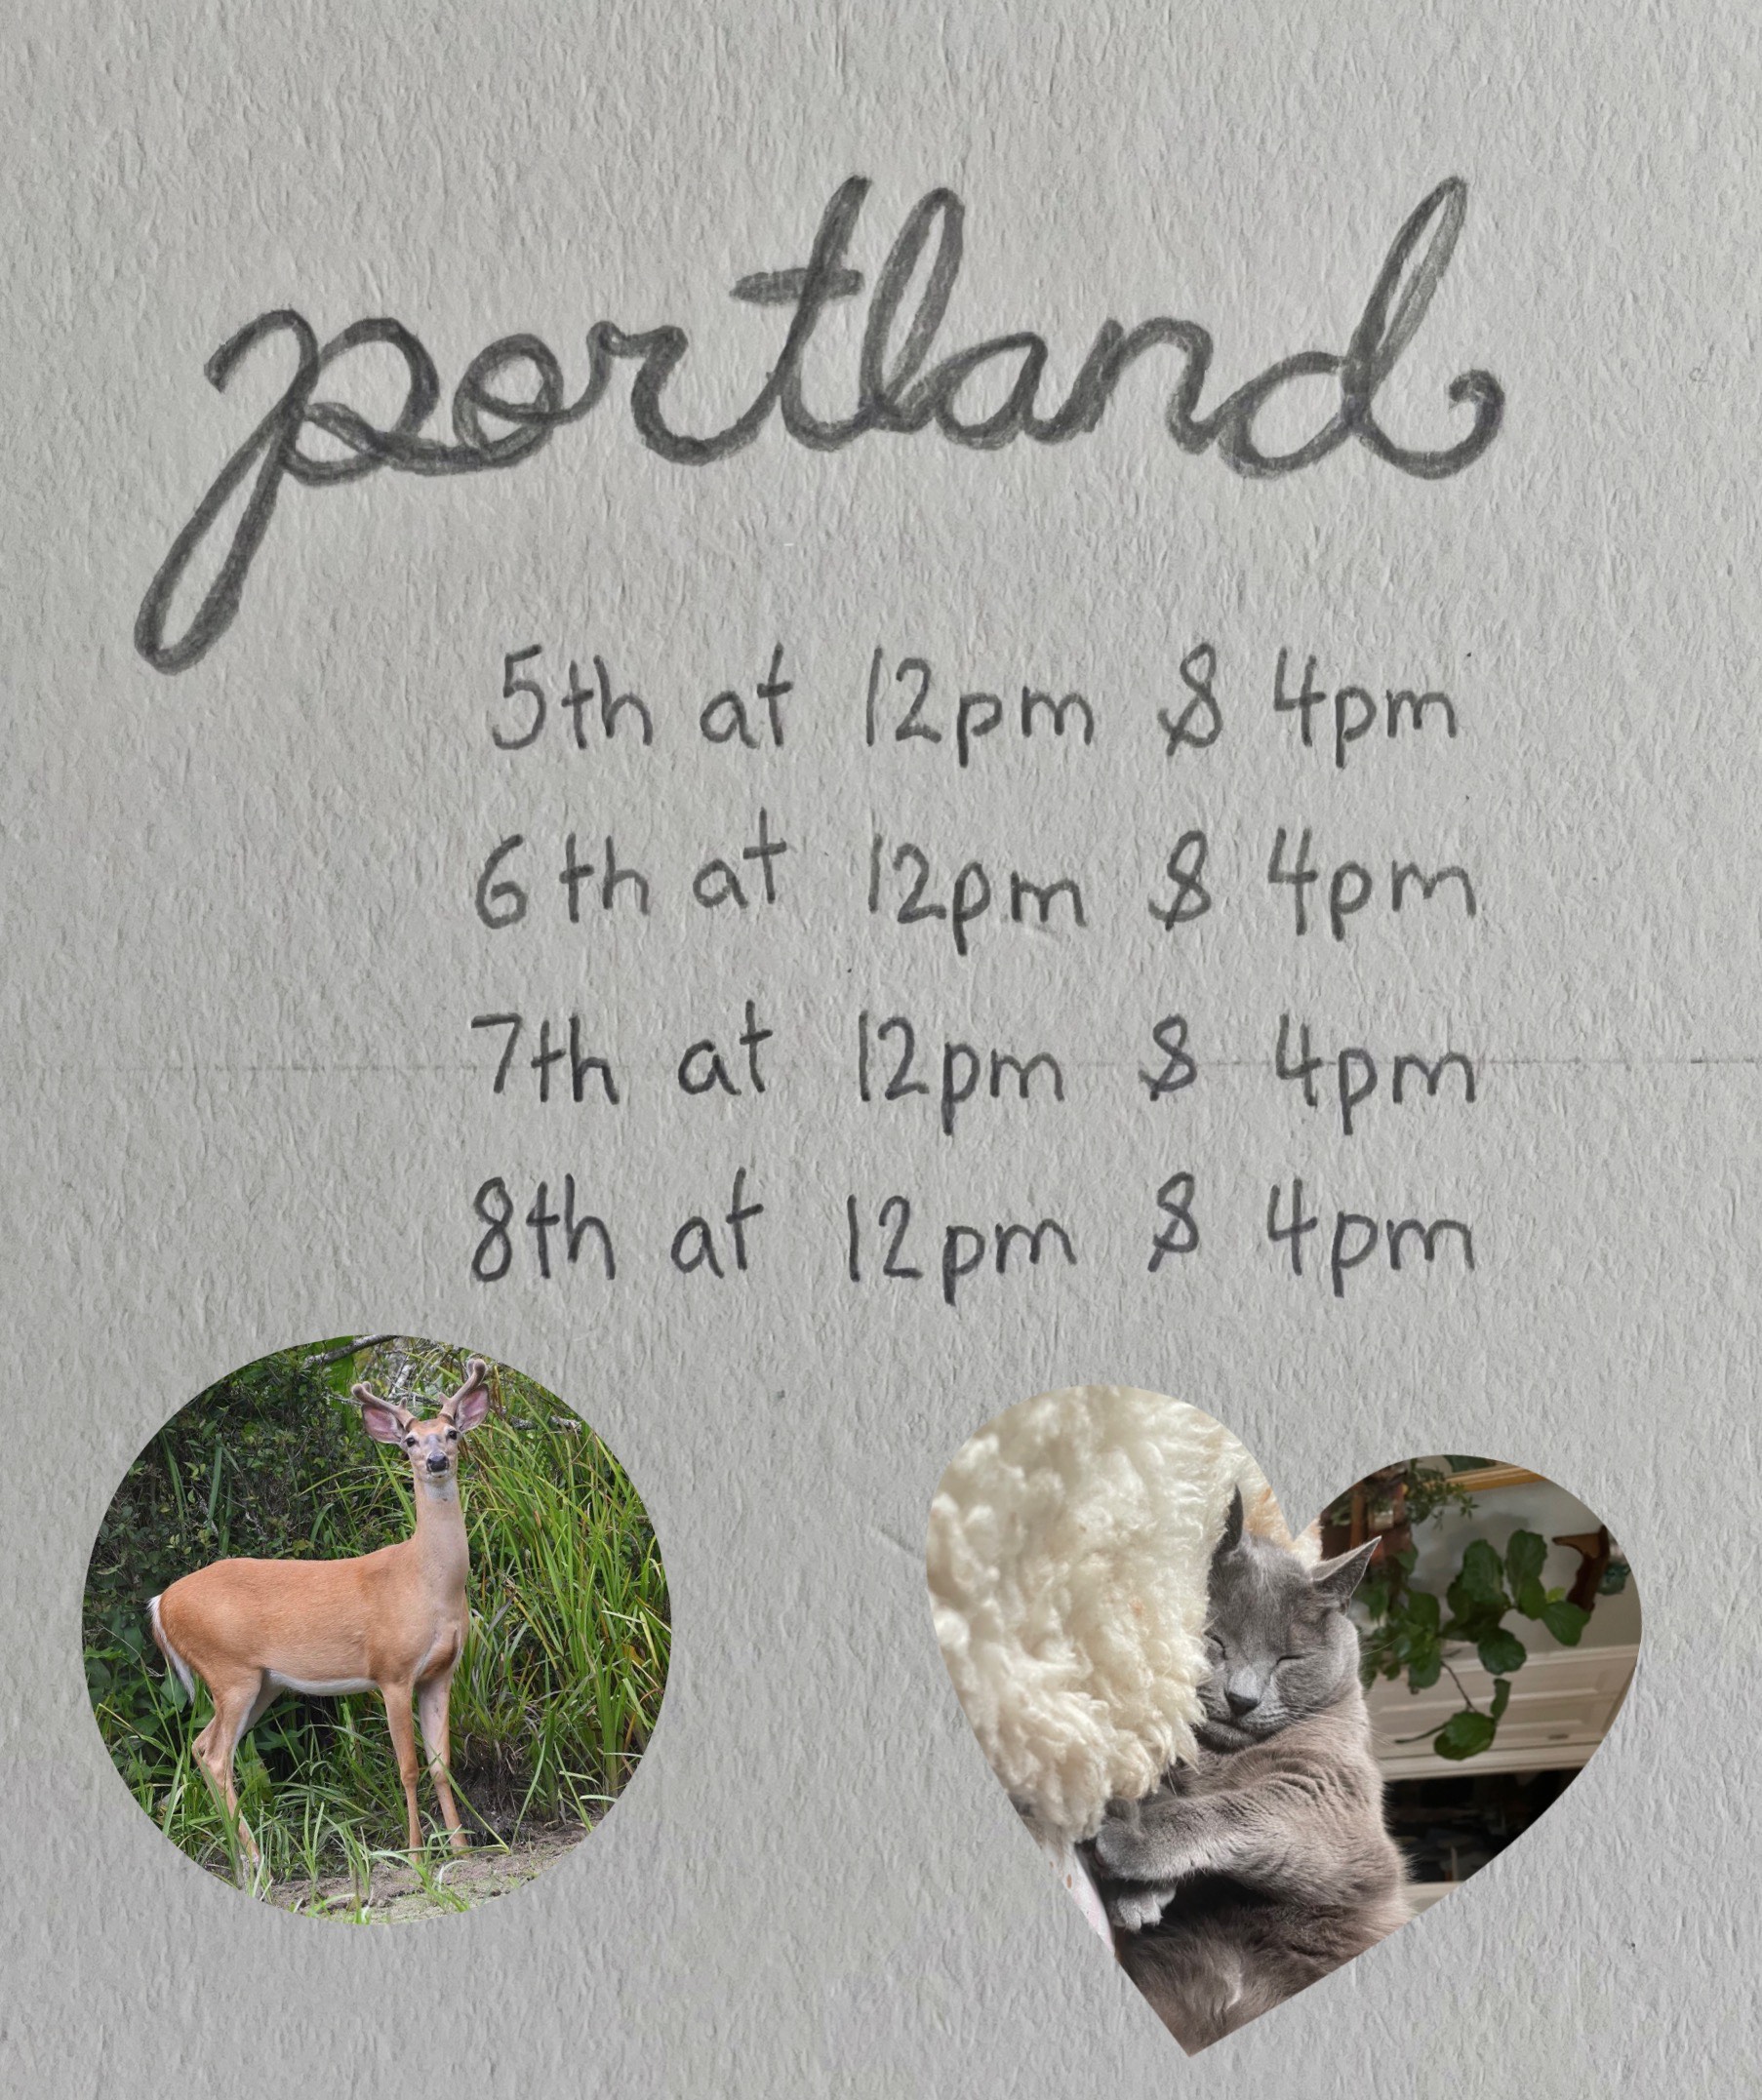 portland
5th at 12pm & 4pm
6th at 12pm & 4pm
7th at 12pm & 4pm
8th at 12pm & 4pm